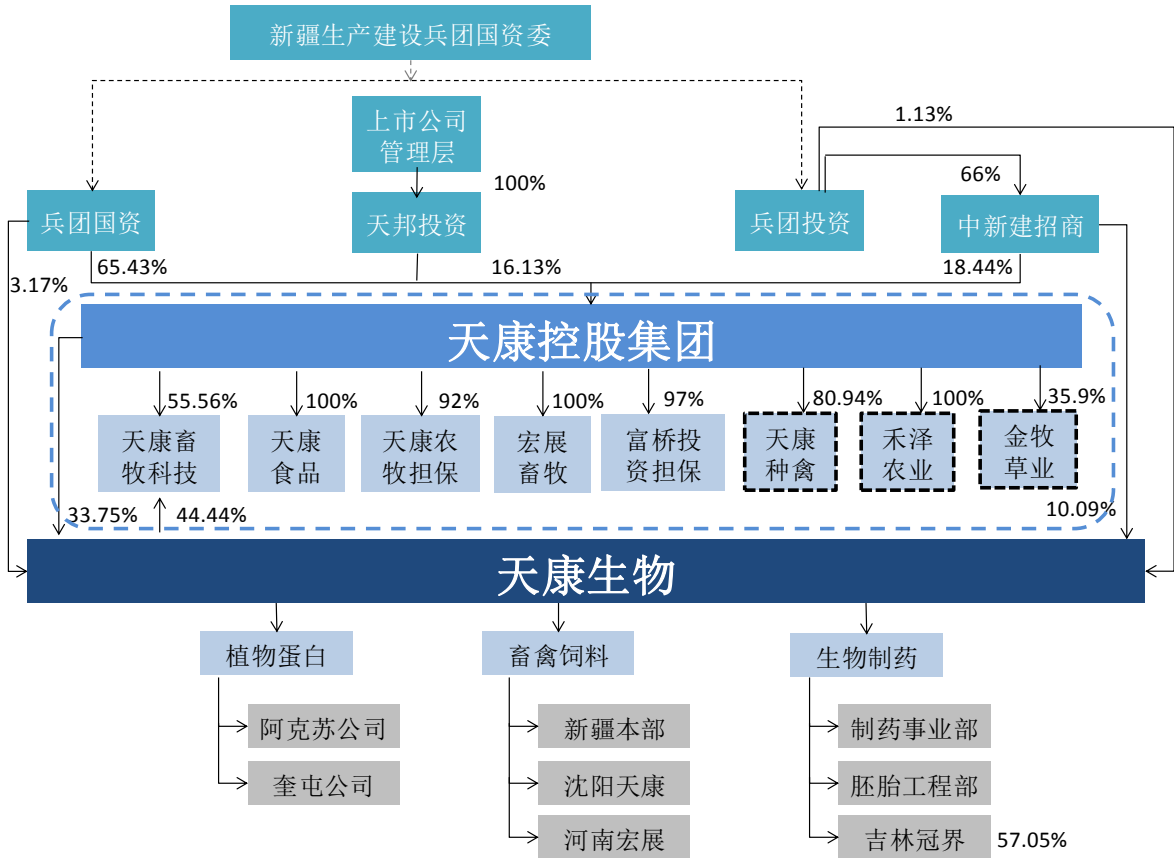 新疆生产建设兵团国资委
上市公司
管理层
1.13%
100%
66%
兵团国资
天邦投资
兵团投资
中新建招商
3.17%
65.43%
16.13%
18.44%
天康控股集团
55.56%
100%
92%
100%
97%
80.94%
100%
35.9%
天康畜
牧科技
天康
食品
天康农
牧担保
宏展
畜牧
富桥投
资担保
天康
种禽
禾泽
农业
金牧
草业
33.75%
44.44%
10.09%
天康生物
植物蛋白
畜禽饲料
生物制药
阿克苏公司
新疆本部
制药事业部
奎屯公司
沈阳天康
胚胎工程部
河南宏展
吉林冠界
57.05%